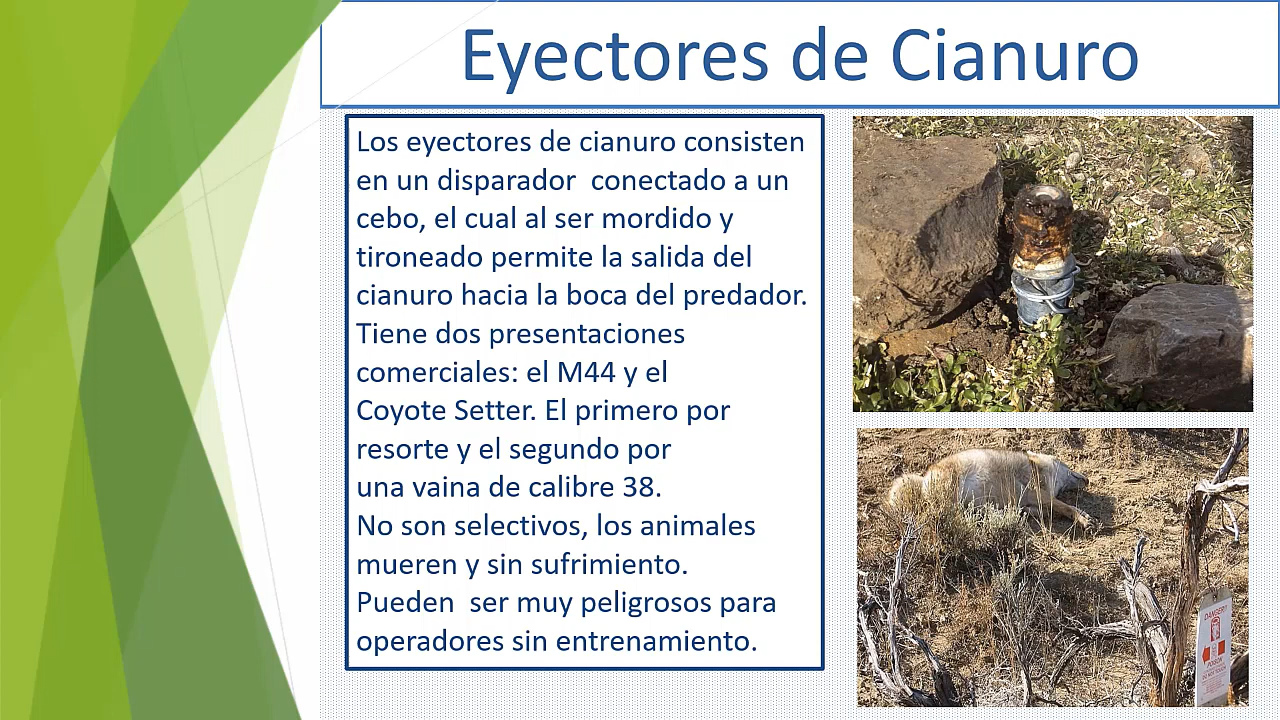 Eyectores de Cianuro
Los eyectores de cianuro consisten
en un disparador  conectado a un
cebo, el cual al ser mordido y
tironeado permite la salida del
cianuro hacia la boca del predador.
Tiene dos presentaciones
comerciales: el M44 y el
Coyote Setter. El primero por
resorte y el segundo por
una vaina de calibre 38.
No son selectivos, los animales
mueren y sin sufrimiento.
Pueden  ser muy peligrosos para
operadores sin entrenamiento.
DANGER!
POISON